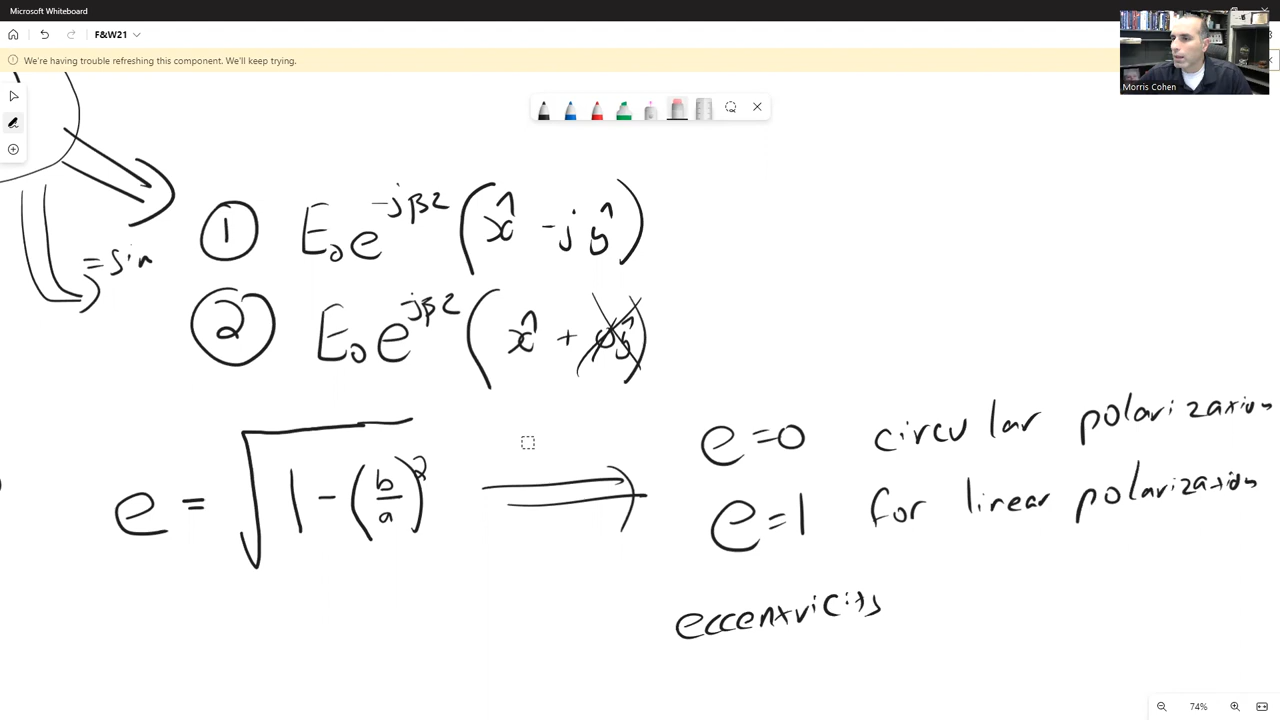 Microsoft Whiteboard
F&W21
We're having trouble refreshing this component. We'll keep trying.
Morris Cohen
= sin
① E₀e^(-jβz) (x̂ - jŷ)
② E₀e^(jβz) (x̂ +
e = √(1 - (b/a)²) ⟹ e=0 circular polarization
e=1 for linear polarization
eccentricity
74%